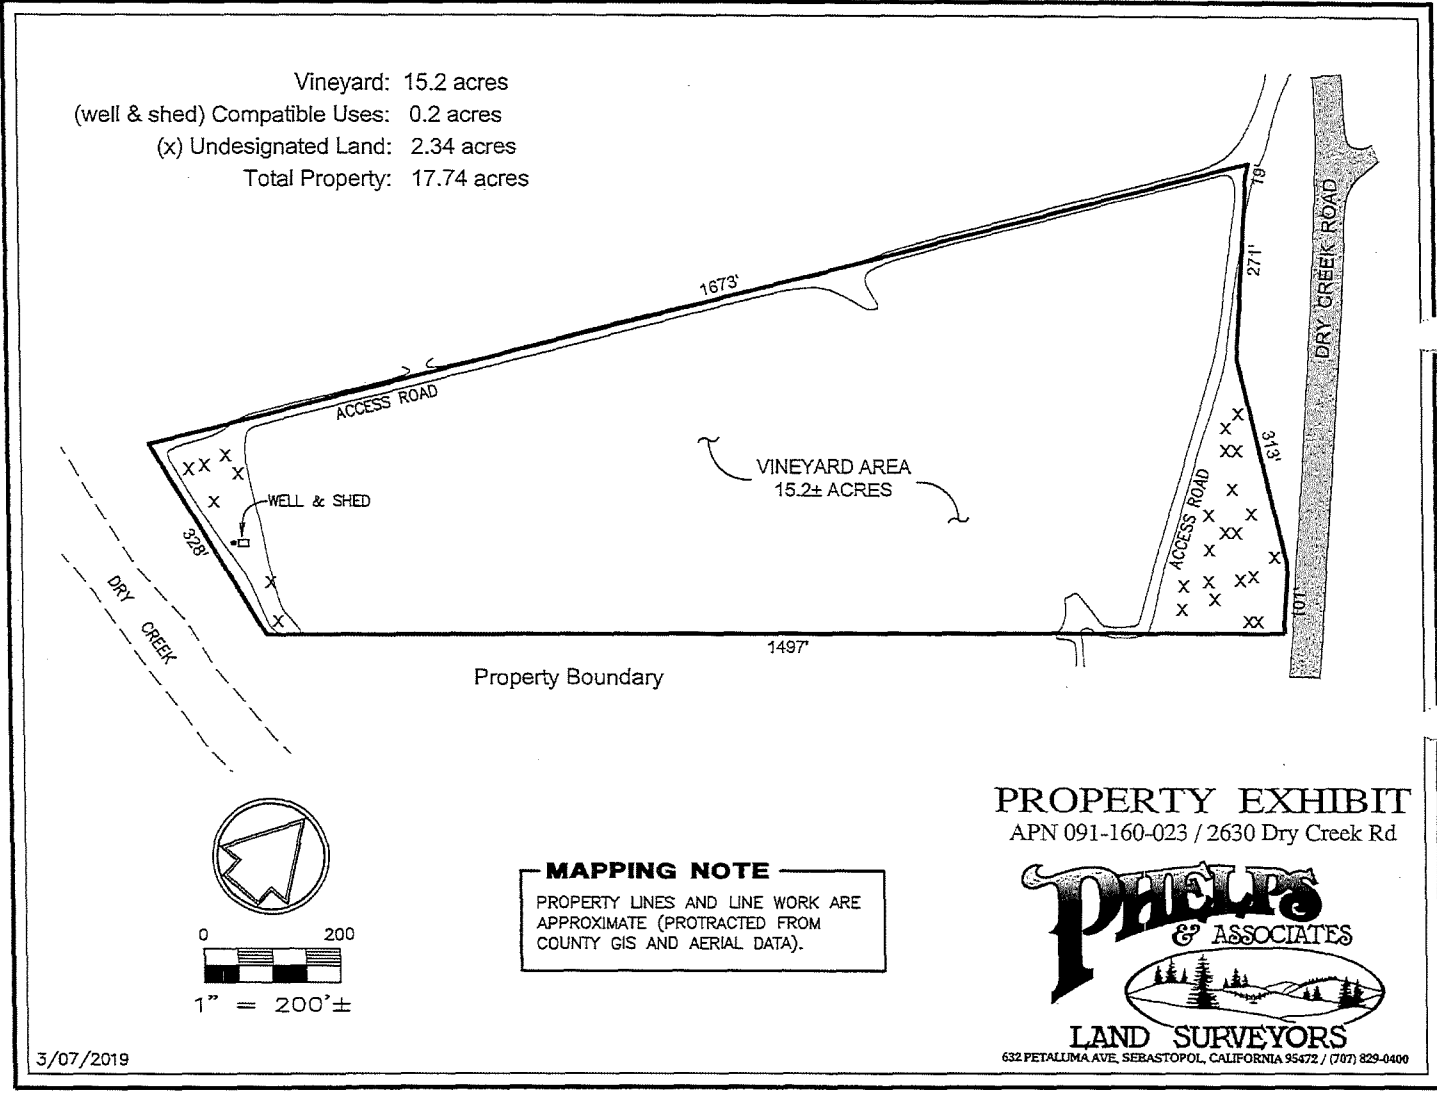 Vineyard: 15.2 acres
(well & shed) Compatible Uses: 0.2 acres
(x) Undesignated Land: 2.34 acres
Total Property: 17.74 acres
19'
DRY CREEK ROAD
271'
1673'
ACCESS ROAD
313'
VINEYARD AREA
15.2± ACRES
WELL & SHED
ACCESS ROAD
328'
DRY CREEK
101'
1497'
Property Boundary
PROPERTY EXHIBIT
APN 091-160-023 / 2630 Dry Creek Rd
MAPPING NOTE
PROPERTY LINES AND LINE WORK ARE
APPROXIMATE (PROTRACTED FROM
COUNTY GIS AND AERIAL DATA).
PHELPS
& ASSOCIATES
LAND SURVEYORS
632 PETALUMA AVE, SEBASTOPOL, CALIFORNIA 95472 / (707) 829-0400
0 200
1" = 200'±
3/07/2019